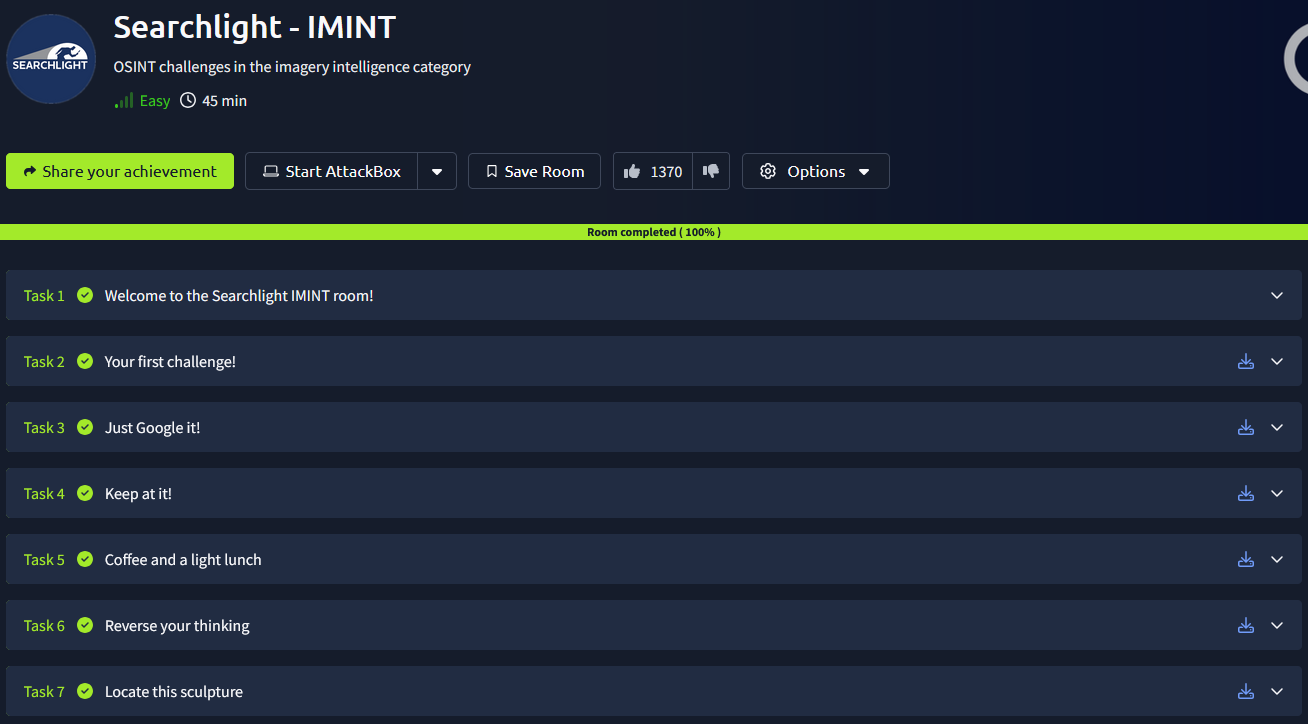 Searchlight - IMINT
SEARCHLIGHT
OSINT challenges in the imagery intelligence category
Easy 45 min
Share your achievement Start AttackBox Save Room 1370 Options
Room completed ( 100% )
Task 1 Welcome to the Searchlight IMINT room!
Task 2 Your first challenge!
Task 3 Just Google it!
Task 4 Keep at it!
Task 5 Coffee and a light lunch
Task 6 Reverse your thinking
Task 7 Locate this sculpture